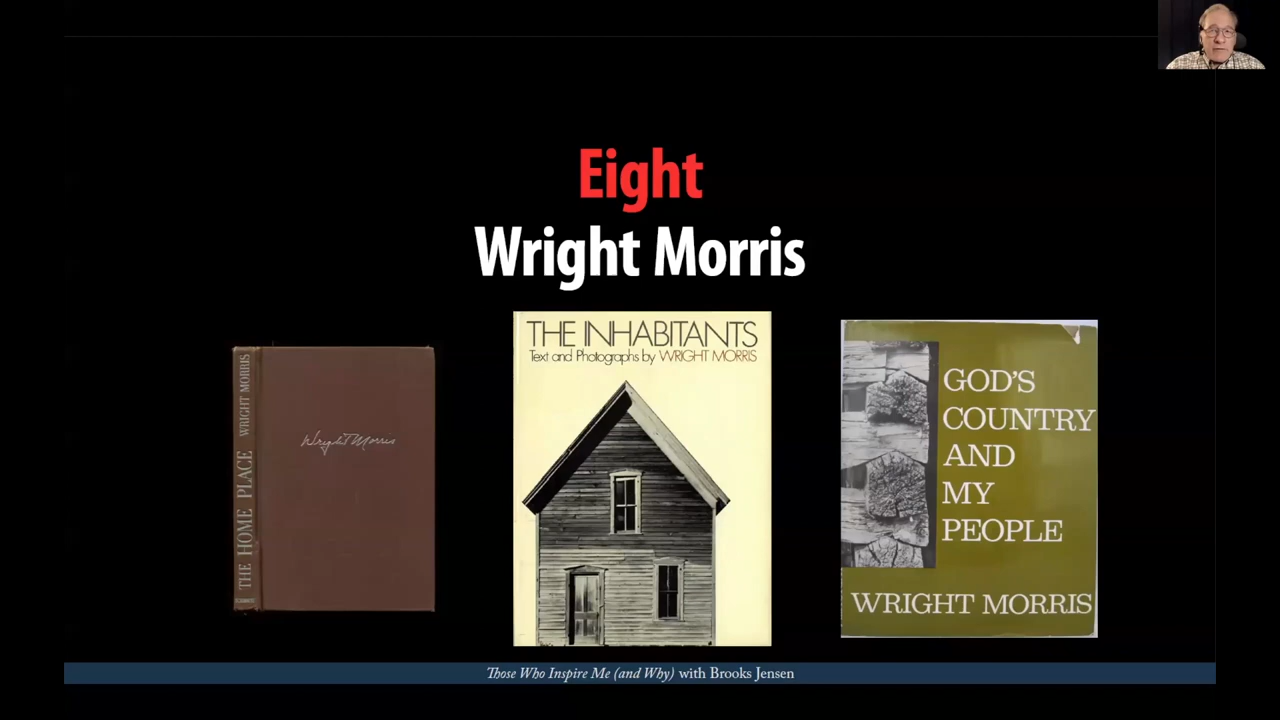 Eight
Wright Morris
THE HOME PLACE WRIGHT MORRIS
Wright Morris
THE INHABITANTS
Text and Photographs by WRIGHT MORRIS
GOD'S
COUNTRY
AND
MY
PEOPLE
WRIGHT MORRIS
Those Who Inspire Me (and Why) with Brooks Jensen